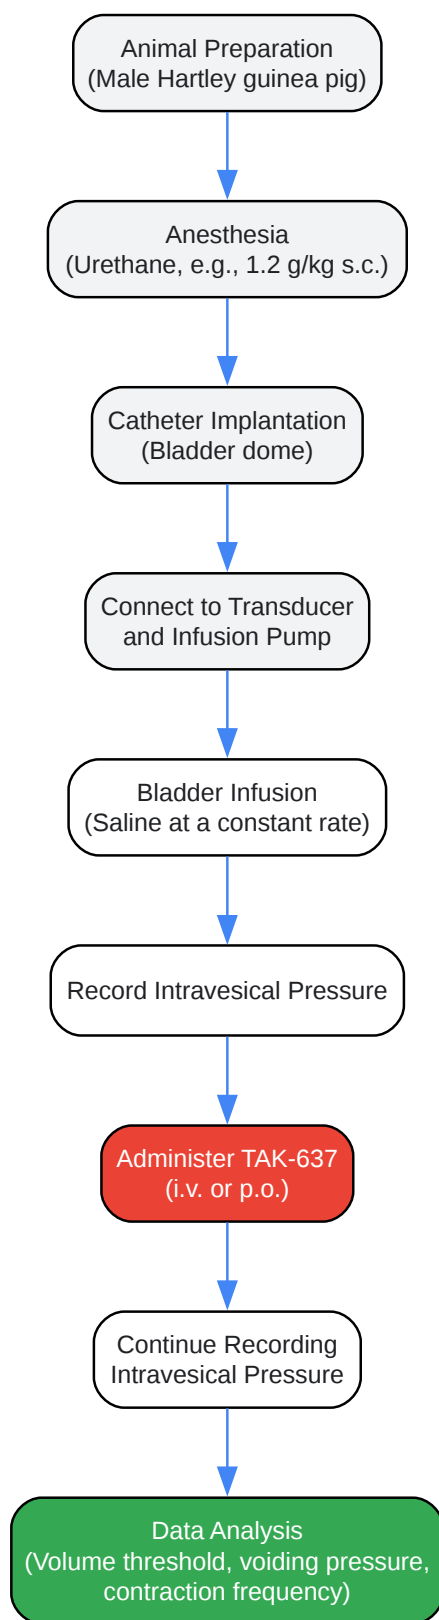 Animal Preparation
(Male Hartley guinea pig)
Anesthesia
(Urethane, e.g., 1.2 g/kg s.c.)
Catheter Implantation
(Bladder dome)
Connect to Transducer
and Infusion Pump
Bladder Infusion
(Saline at a constant rate)
Record Intravesical Pressure
Administer TAK-637
(i.v. or p.o.)
Continue Recording
Intravesical Pressure
Data Analysis
(Volume threshold, voiding pressure,
contraction frequency)